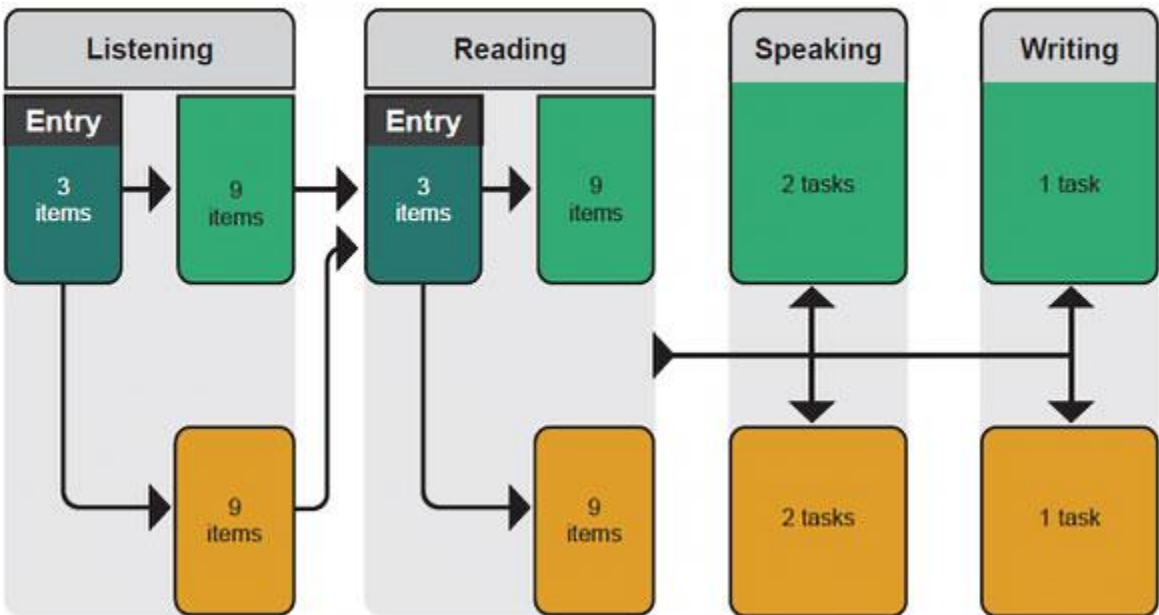 Listening
Reading
Speaking
Writing
Entry
3
items
9
items
Entry
3
items
9
items
2 tasks
1 task
9
items
9
items
2 tasks
1 task